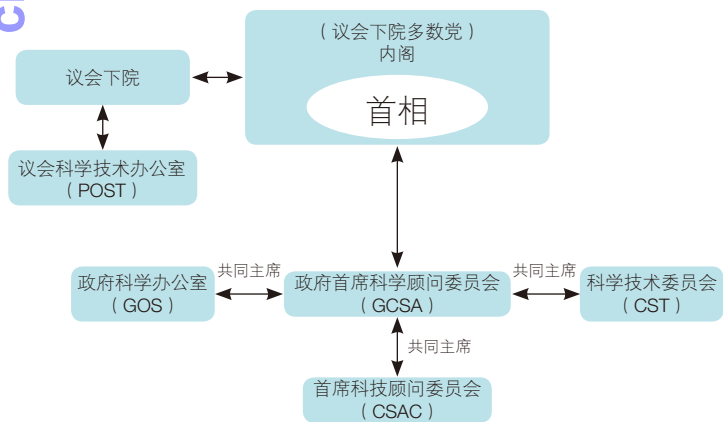 （议会下院多数党）
内阁
首相
议会下院
议会科学技术办公室
（POST）
政府科学办公室
（GOS）
共同主席
政府首席科学顾问委员会
（GCSA）
共同主席
科学技术委员会
（CST）
共同主席
首席科技顾问委员会
（CSAC）